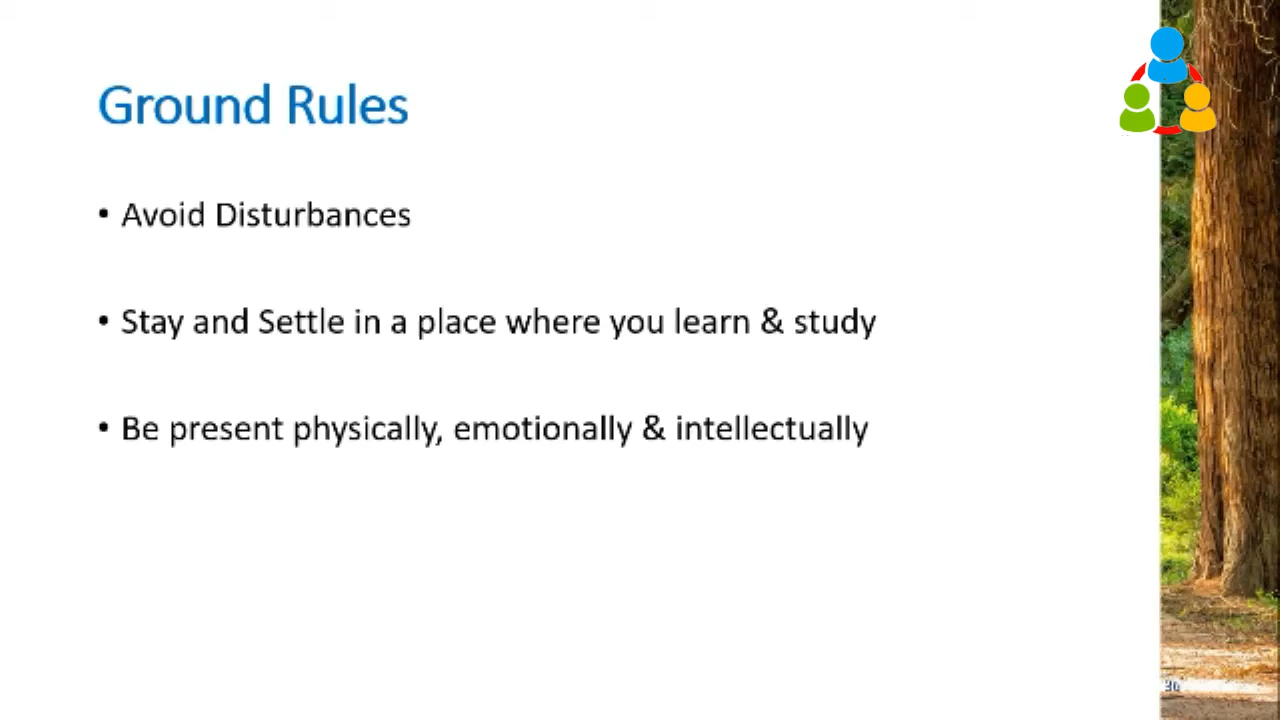 Ground Rules
• Avoid Disturbances
• Stay and Settle in a place where you learn & study
• Be present physically, emotionally & intellectually